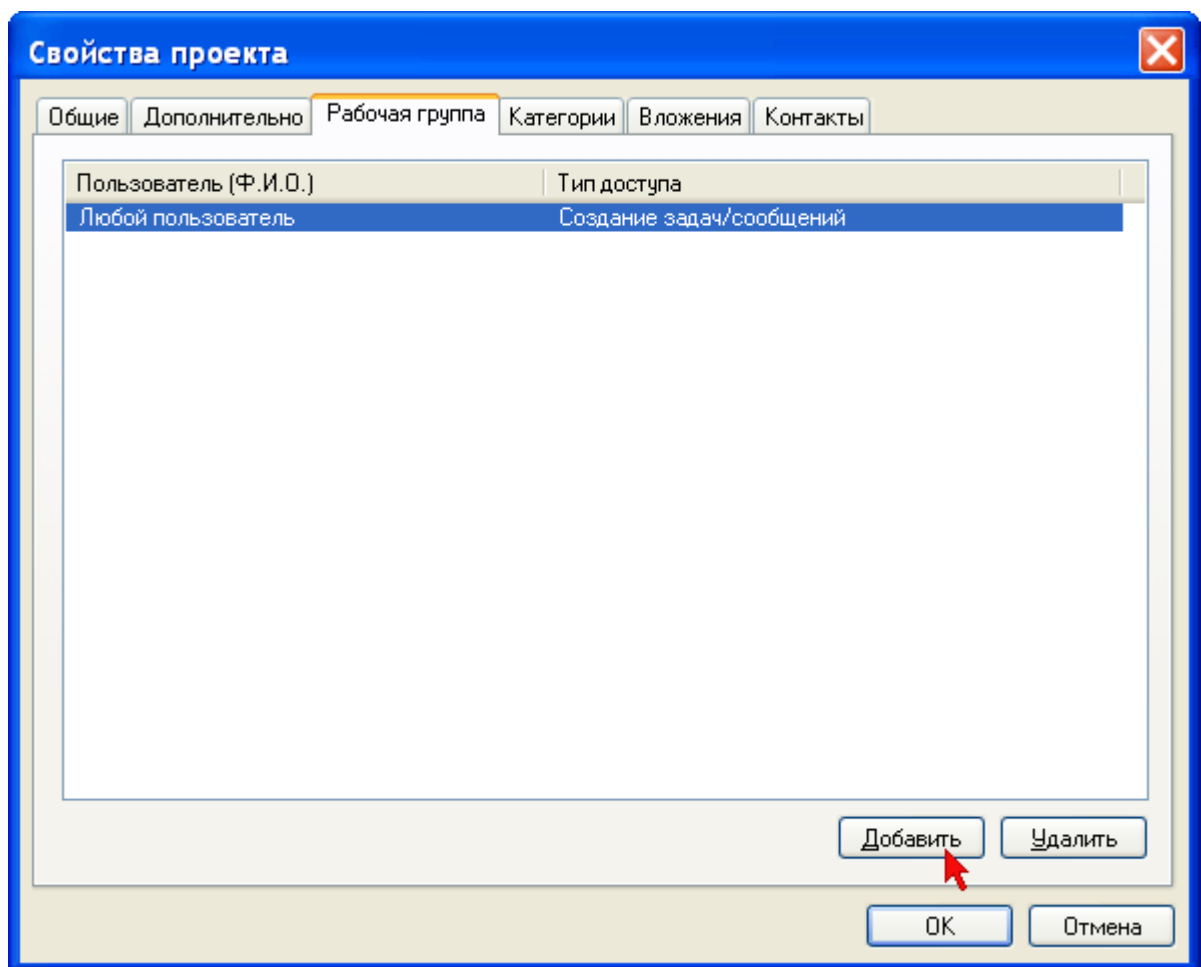 Свойства проекта
Общие Дополнительно Рабочая группа Категории Вложения Контакты
Пользователь (Ф.И.О.) Тип доступа
Любой пользователь Создание задач/сообщений
Добавить Удалить
OK Отмена